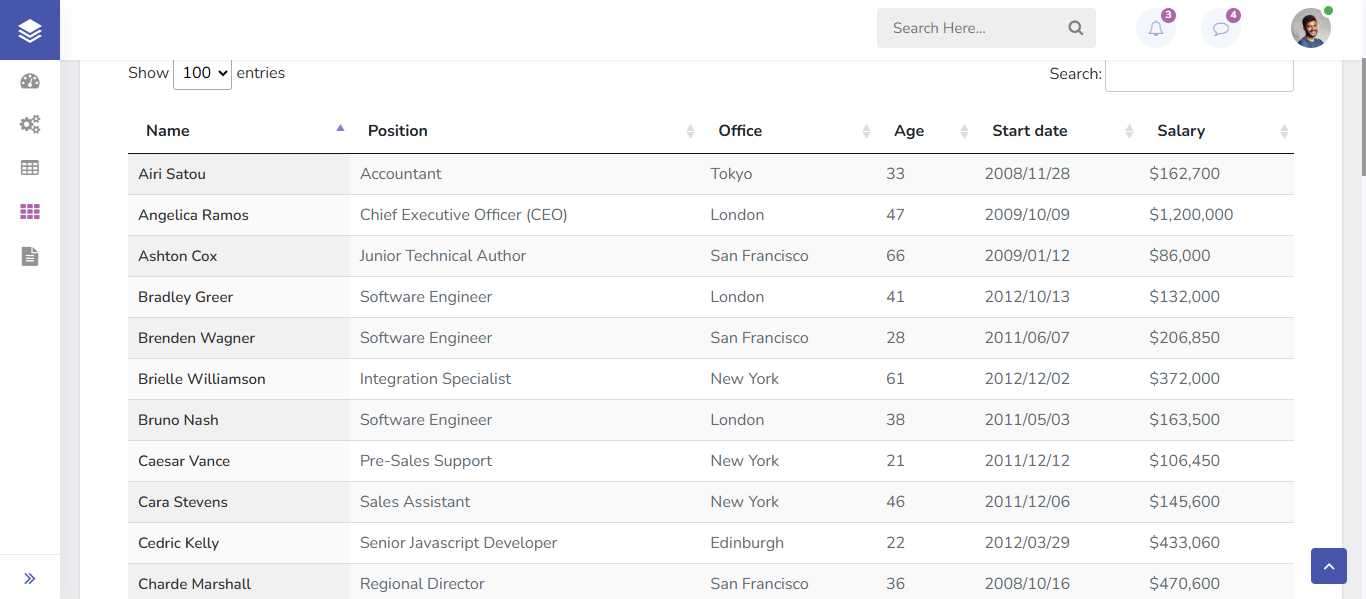 Search Here...
3
4
Show 100 entries
Search:
Name Position Office Age Start date Salary
Airi Satou Accountant Tokyo 33 2008/11/28 $162,700
Angelica Ramos Chief Executive Officer (CEO) London 47 2009/10/09 $1,200,000
Ashton Cox Junior Technical Author San Francisco 66 2009/01/12 $86,000
Bradley Greer Software Engineer London 41 2012/10/13 $132,000
Brenden Wagner Software Engineer San Francisco 28 2011/06/07 $206,850
Brielle Williamson Integration Specialist New York 61 2012/12/02 $372,000
Bruno Nash Software Engineer London 38 2011/05/03 $163,500
Caesar Vance Pre-Sales Support New York 21 2011/12/12 $106,450
Cara Stevens Sales Assistant New York 46 2011/12/06 $145,600
Cedric Kelly Senior Javascript Developer Edinburgh 22 2012/03/29 $433,060
Charde Marshall Regional Director San Francisco 36 2008/10/16 $470,600